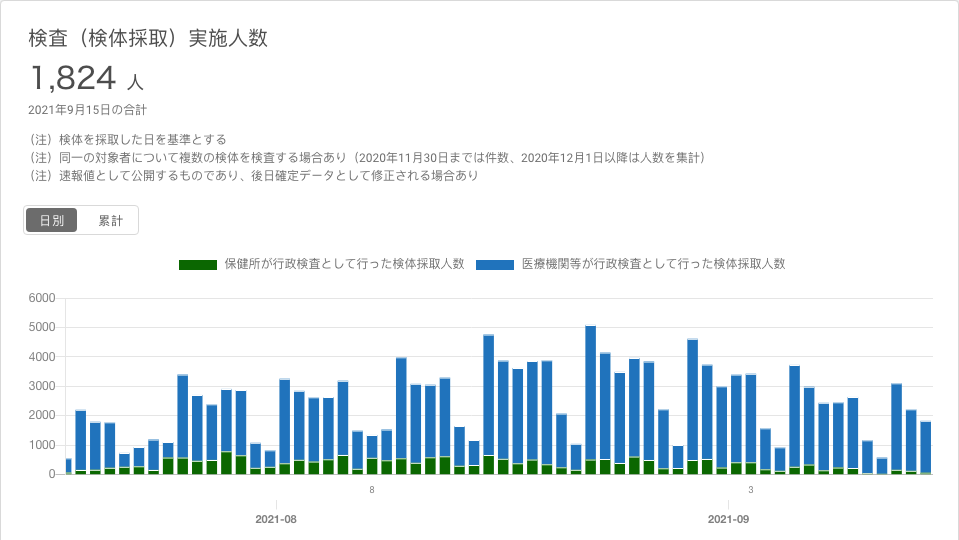 検査（検体採取）実施人数
1,824 人
2021年9月15日の合計
（注）検体を採取した日を基準とする
（注）同一の対象者について複数の検体を検査する場合あり（2020年11月30日までは件数、2020年12月1日以降は人数を集計）
（注）速報値として公開するものであり、後日確定データとして修正される場合あり
日別 累計
保健所が行政検査として行った検体採取人数 医療機関等が行政検査として行った検体採取人数
6000
5000
4000
3000
2000
1000
0
8 3
2021-08 2021-09